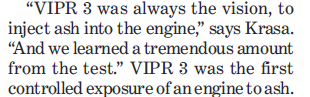 “VIPR 3 was always the vision, to
inject ash into the engine,” says Krasa.
“And we learned a tremendous amount
from the test.” VIPR 3 was the first
controlled exposure of an engine to ash.